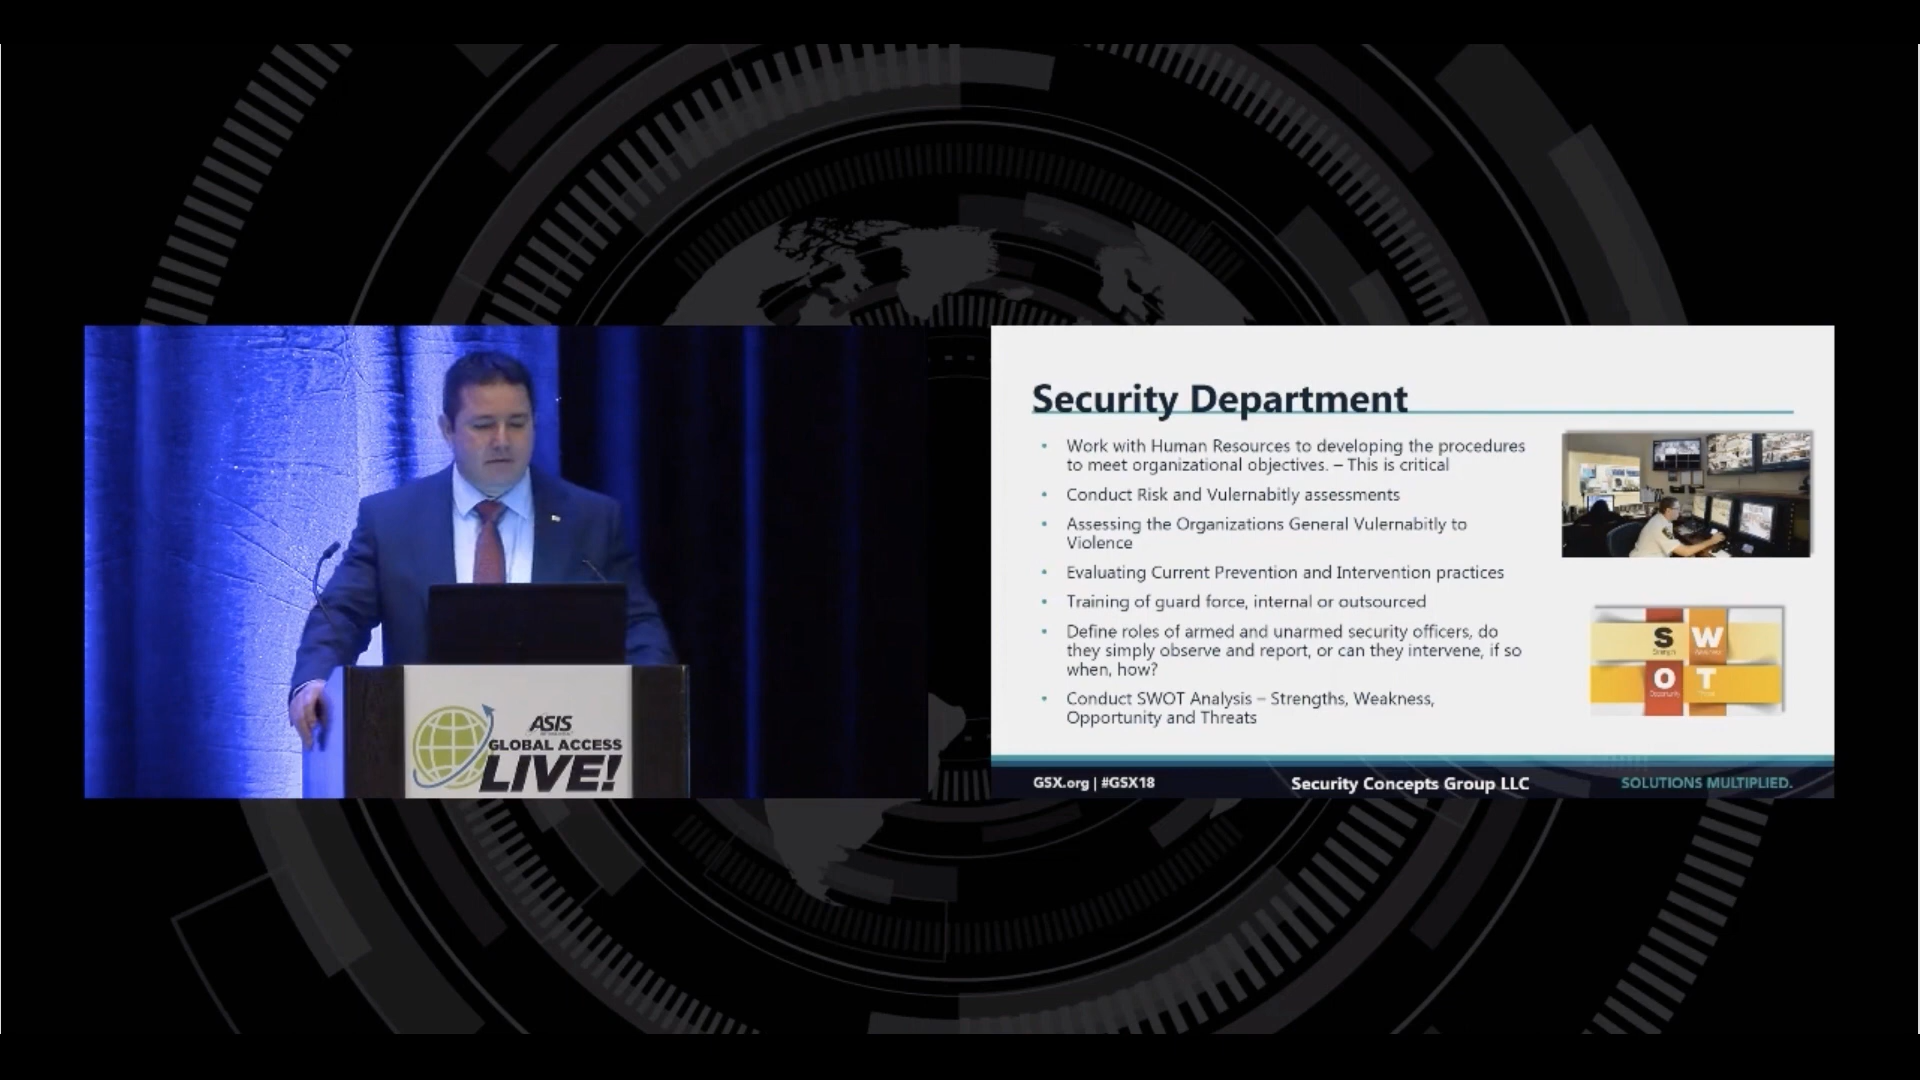 Security Department
• Work with Human Resources to developing the procedures
to meet organizational objectives. – This is critical
• Conduct Risk and Vulernabitly assessments
• Assessing the Organizations General Vulernabitly to
Violence
• Evaluating Current Prevention and Intervention practices
• Training of guard force, internal or outsourced
• Define roles of armed and unarmed security officers, do
they simply observe and report, or can they intervene, if so
when, how?
• Conduct SWOT Analysis – Strengths, Weakness,
Opportunity and Threats
S W
O T
GSX.org | #GSX18 Security Concepts Group LLC SOLUTIONS MULTIPLIED.
ASIS
GLOBAL ACCESS
LIVE!